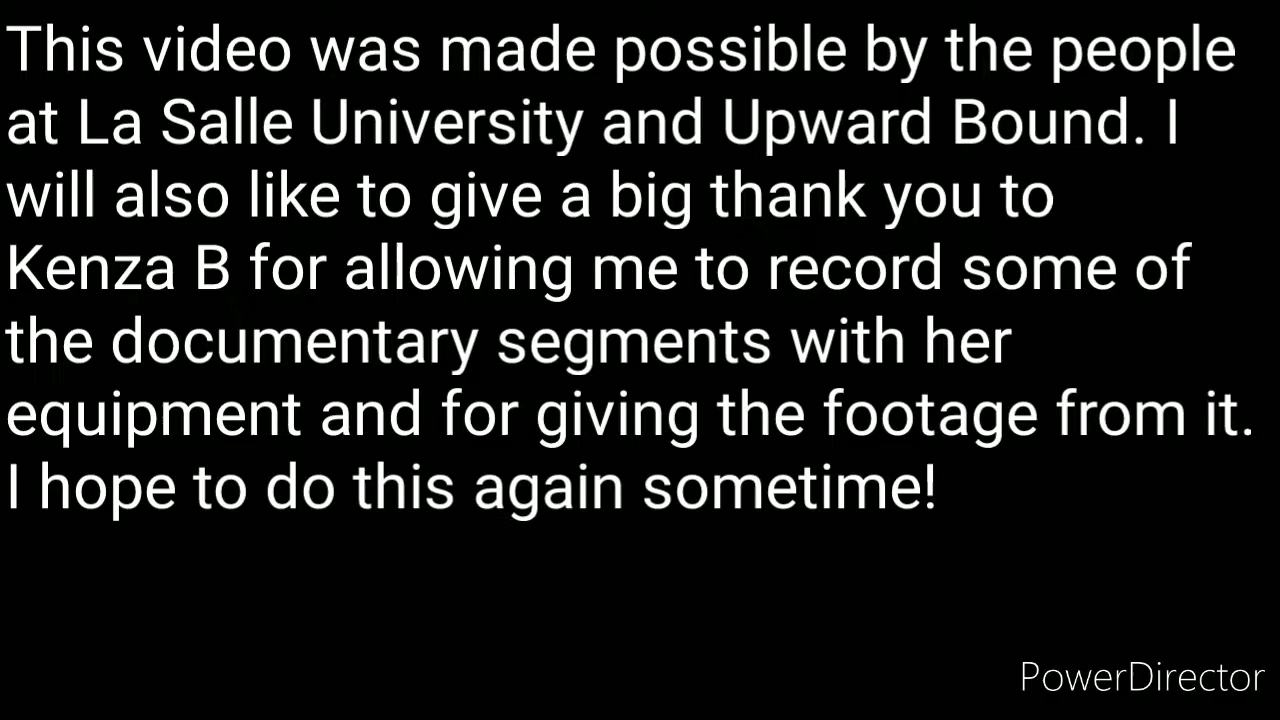 This video was made possible by the people
at La Salle University and Upward Bound. I
will also like to give a big thank you to
Kenza B for allowing me to record some of
the documentary segments with her
equipment and for giving the footage from it.
I hope to do this again sometime!
PowerDirector